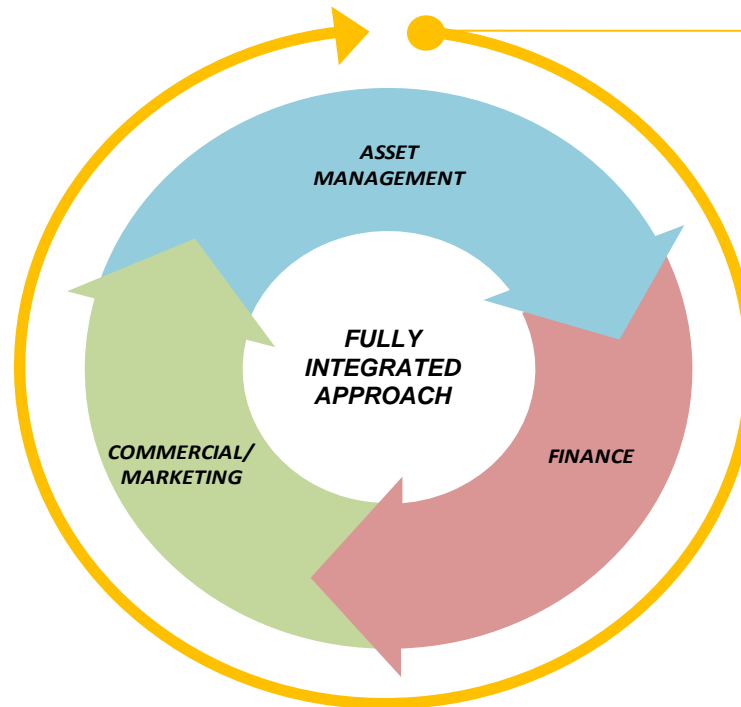 ASSET
MANAGEMENT
FULLY
INTEGRATED
APPROACH
COMMERCIAL/
MARKETING
FINANCE